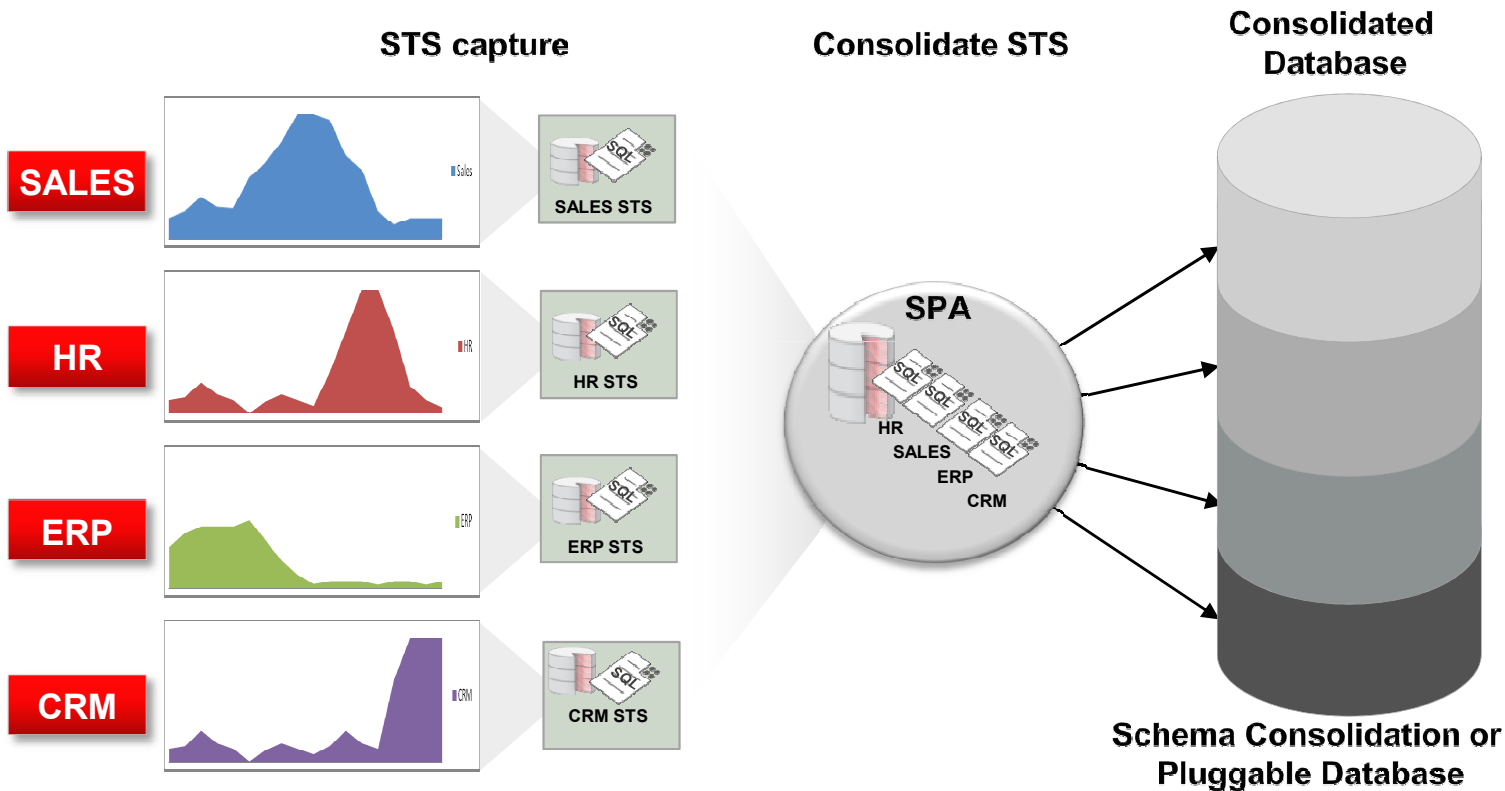 STS capture
Consolidate STS
Consolidated
Database
SALES
Sales
SQL
SALES STS
HR
HR
SQL
HR STS
ERP
ERP
SQL
ERP STS
CRM
CRM
SQL
CRM STS
SPA
SQL
SQL
SQL
SQL
HR
SALES
ERP
CRM
Schema Consolidation or
Pluggable Database